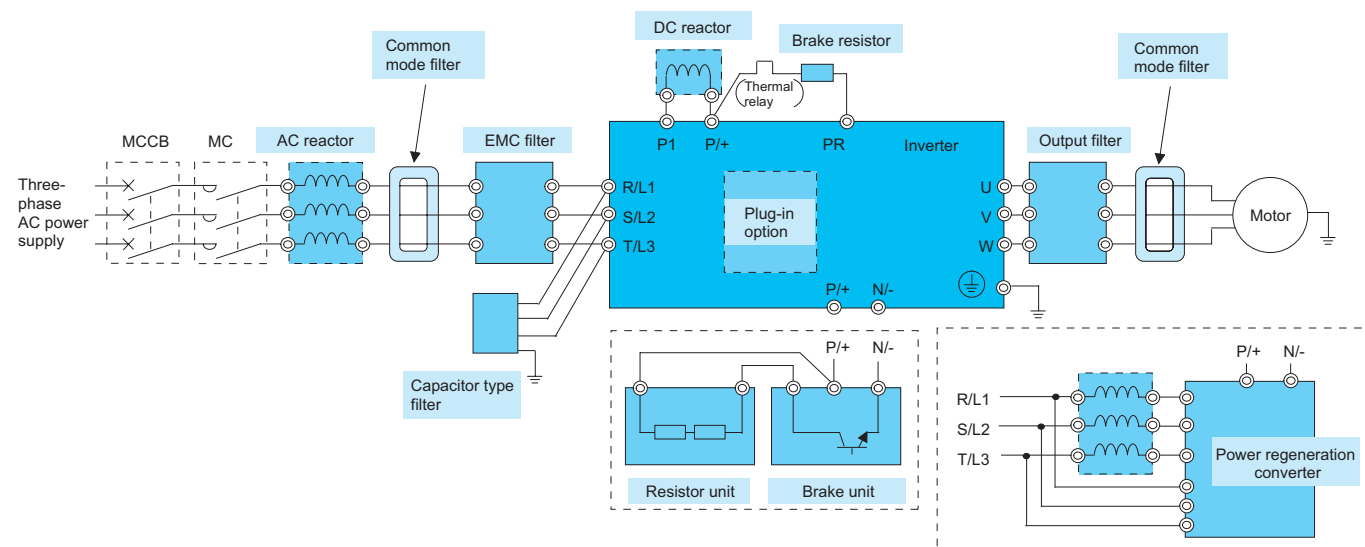 DC reactor
Brake resistor
Common
mode filter
Common
mode filter
(Thermal
relay)
MCCB
MC
AC reactor
EMC filter
P1
P/+
PR
Inverter
Output filter
Three-
phase
AC power
supply
R/L1
S/L2
T/L3
Plug-in
option
U
V
W
Motor
P/+
N/-
Capacitor type
filter
P/+
N/-
Resistor unit
Brake unit
P/+
N/-
R/L1
S/L2
T/L3
Power regeneration
converter